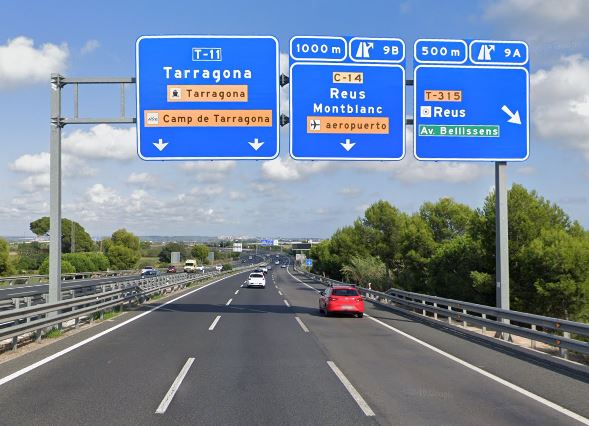 T-11
Tarragona
Tarragona
Camp de Tarragona
1000 m
9B
C-14
Reus
Montblanc
aeropuerto
500 m
9A
T-315
Reus
Av. Bellissens